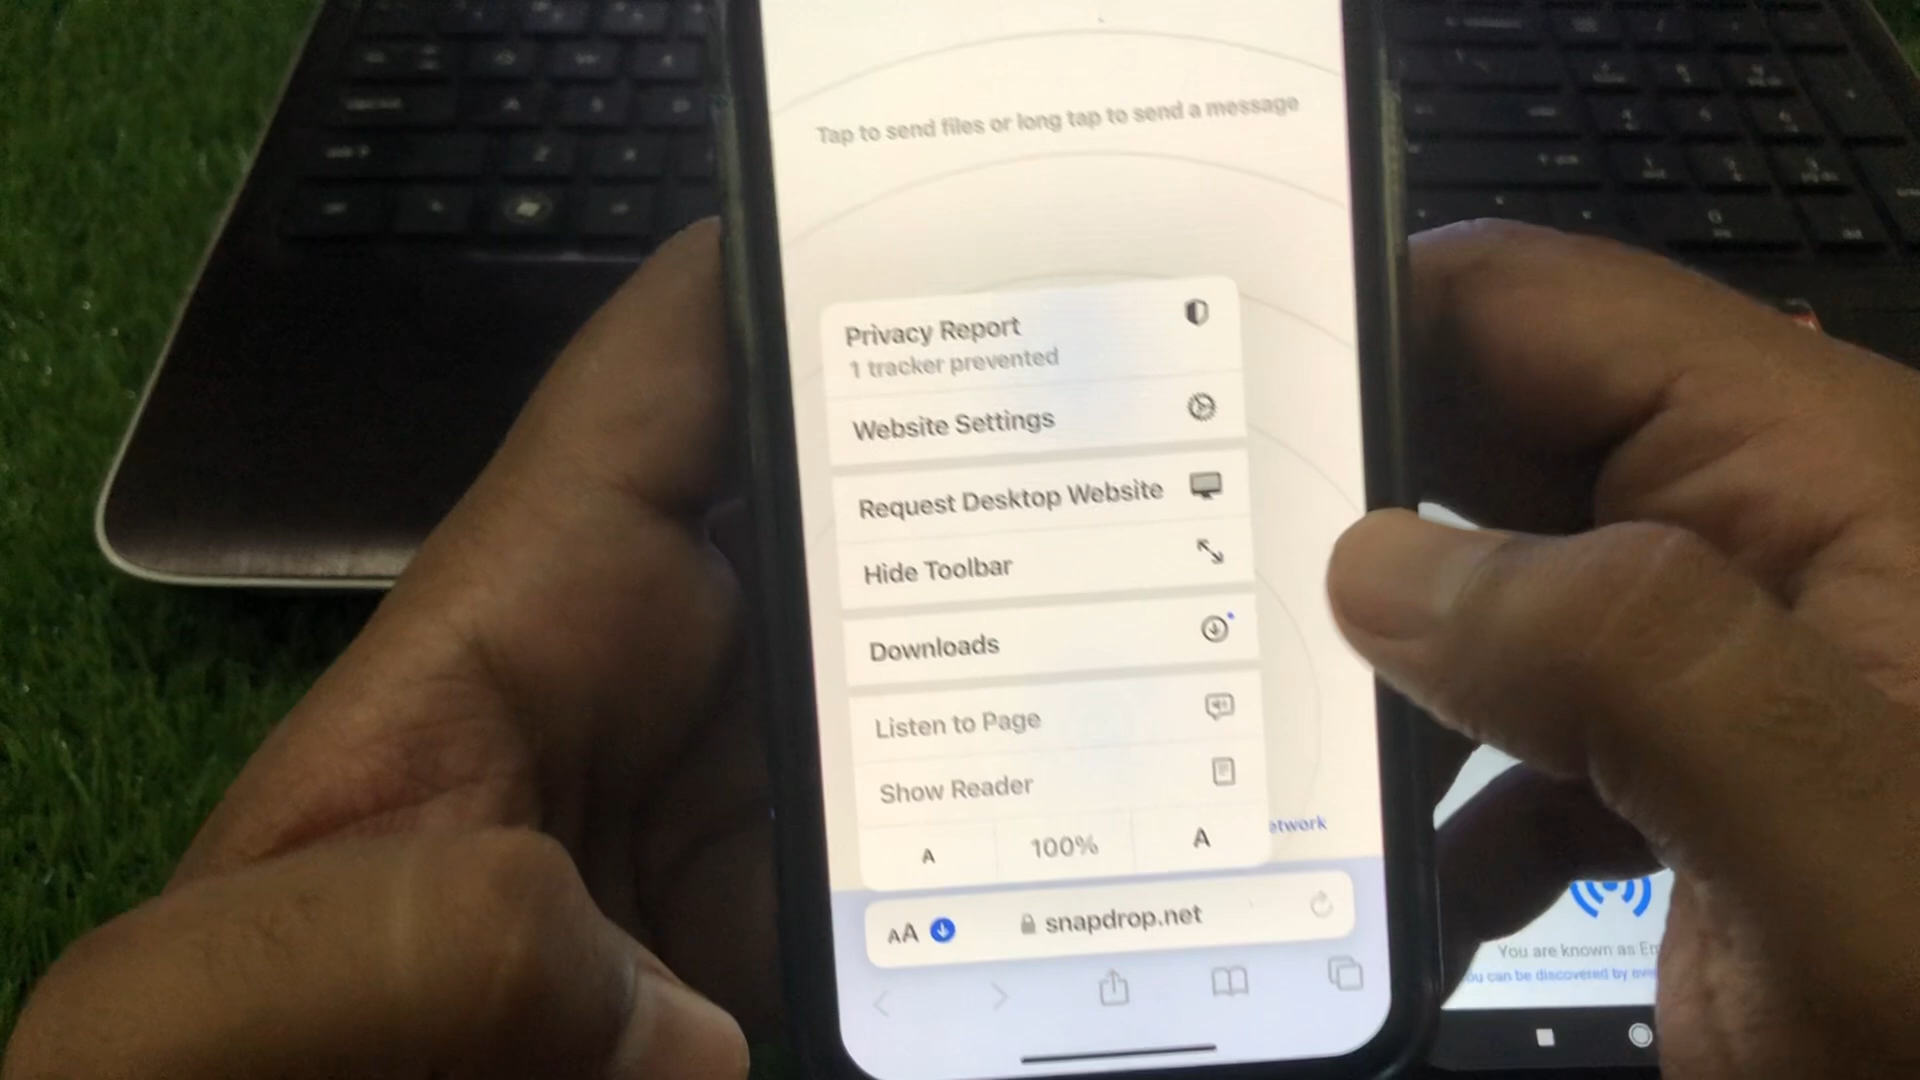 Tap to send files or long tap to send a message
Privacy Report
1 tracker prevented
Website Settings
Request Desktop Website
Hide Toolbar
Downloads
Listen to Page
Show Reader
etwork
A 100% A
AA snapdrop.net
You are known as
can be discovered by